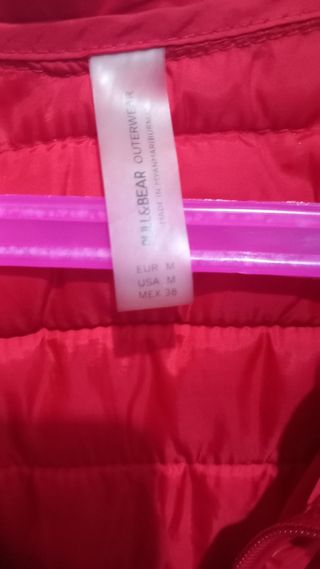 PULL&BEAR OUTERWEAR
MADE IN MYANMAR/BURMA
EUR M
USA M
MEX 38